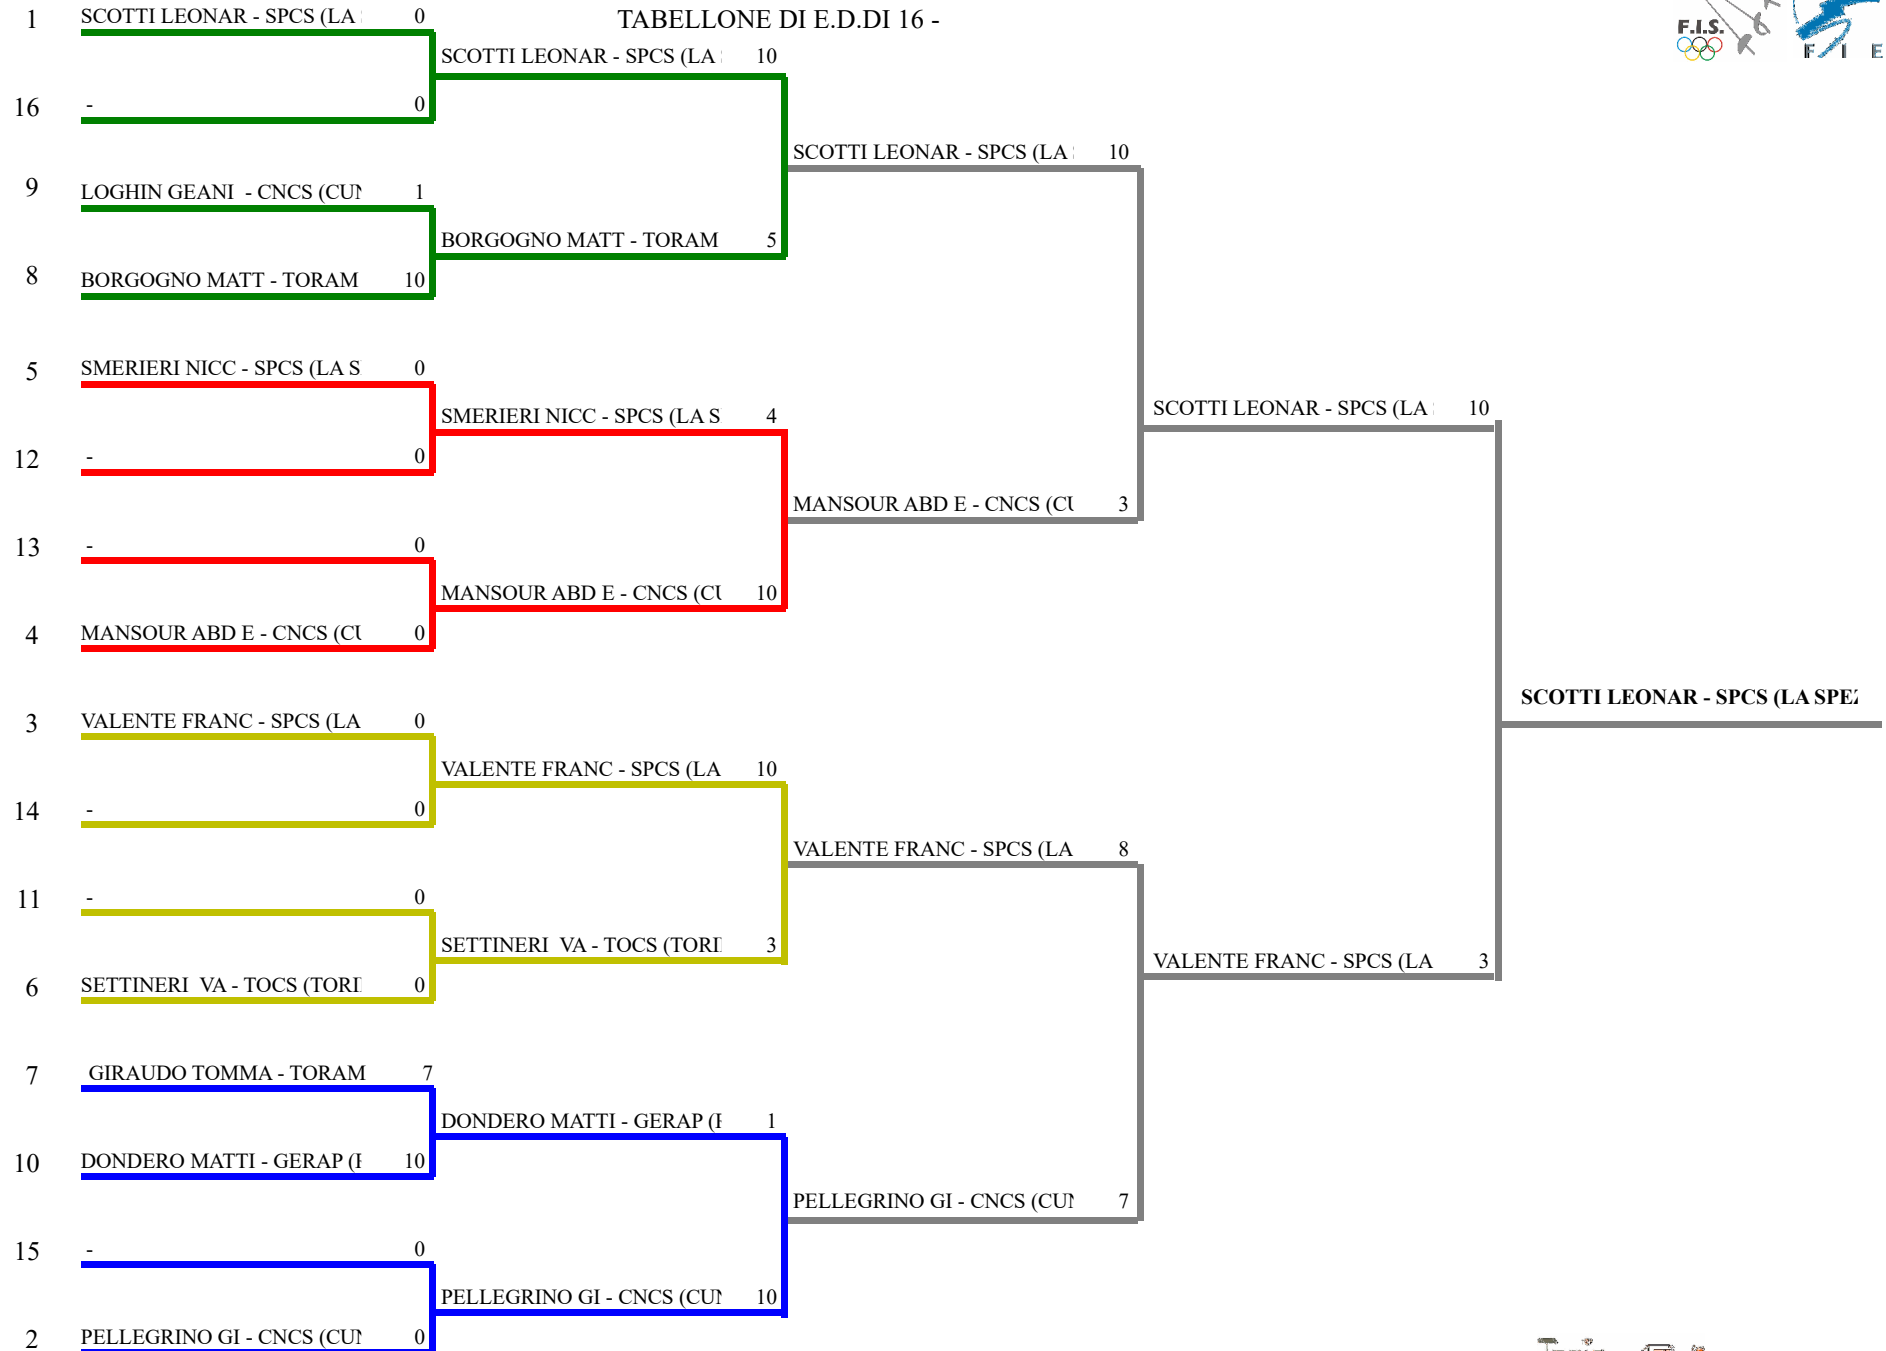 TABELLONE DI E.D.DI 16 -
F.I.S.
F I E
1 SCOTTI LEONAR - SPCS (LA 0
SCOTTI LEONAR - SPCS (LA 10
16 - 0
SCOTTI LEONAR - SPCS (LA 10
9 LOGHIN GEANI - CNCS (CUN 1
BORGOGNO MATT - TORAM 5
8 BORGOGNO MATT - TORAM 10
5 SMERIERI NICC - SPCS (LA S 0
SCOTTI LEONAR - SPCS (LA 10
SMERIERI NICC - SPCS (LA S 4
12 - 0
MANSOUR ABD E - CNCS (CU 3
13 - 0
MANSOUR ABD E - CNCS (CU 10
4 MANSOUR ABD E - CNCS (CU 0
SCOTTI LEONAR - SPCS (LA SPEZ
3 VALENTE FRANC - SPCS (LA 0
VALENTE FRANC - SPCS (LA 10
14 - 0
VALENTE FRANC - SPCS (LA 8
11 - 0
SETTINERI VA - TOCS (TORI 3
VALENTE FRANC - SPCS (LA 3
6 SETTINERI VA - TOCS (TORI 0
7 GIRAUDO TOMMA - TORAM 7
DONDERO MATTI - GERAP ( 1
10 DONDERO MATTI - GERAP ( 10
PELLEGRINO GI - CNCS (CUN 7
15 - 0
PELLEGRINO GI - CNCS (CUN 10
2 PELLEGRINO GI - CNCS (CUN 0